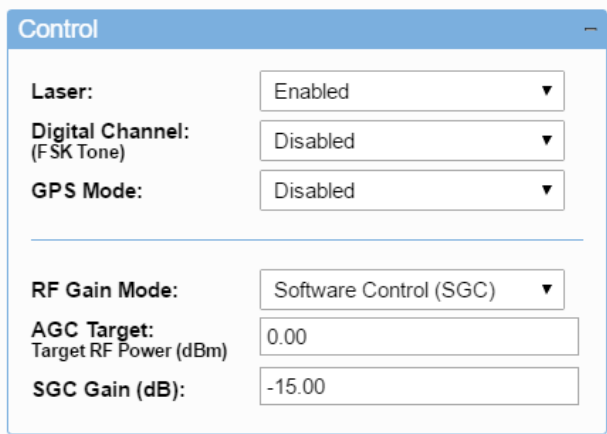 Control
Laser: Enabled
Digital Channel: Disabled
(FSK Tone)
GPS Mode: Disabled
RF Gain Mode: Software Control (SGC)
AGC Target: 0.00
Target RF Power (dBm)
SGC Gain (dB): -15.00